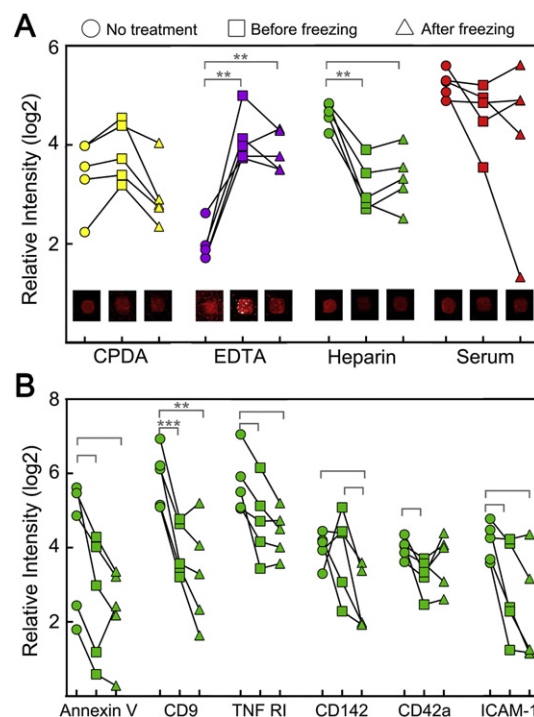 A
No treatment Before freezing After freezing
Relative Intensity (log2)
6
4
2
**
**
**
CPDA EDTA Heparin Serum
B
Relative Intensity (log2)
8
6
4
2
**
***
Annexin V CD9 TNF RI CD142 CD42a ICAM-1